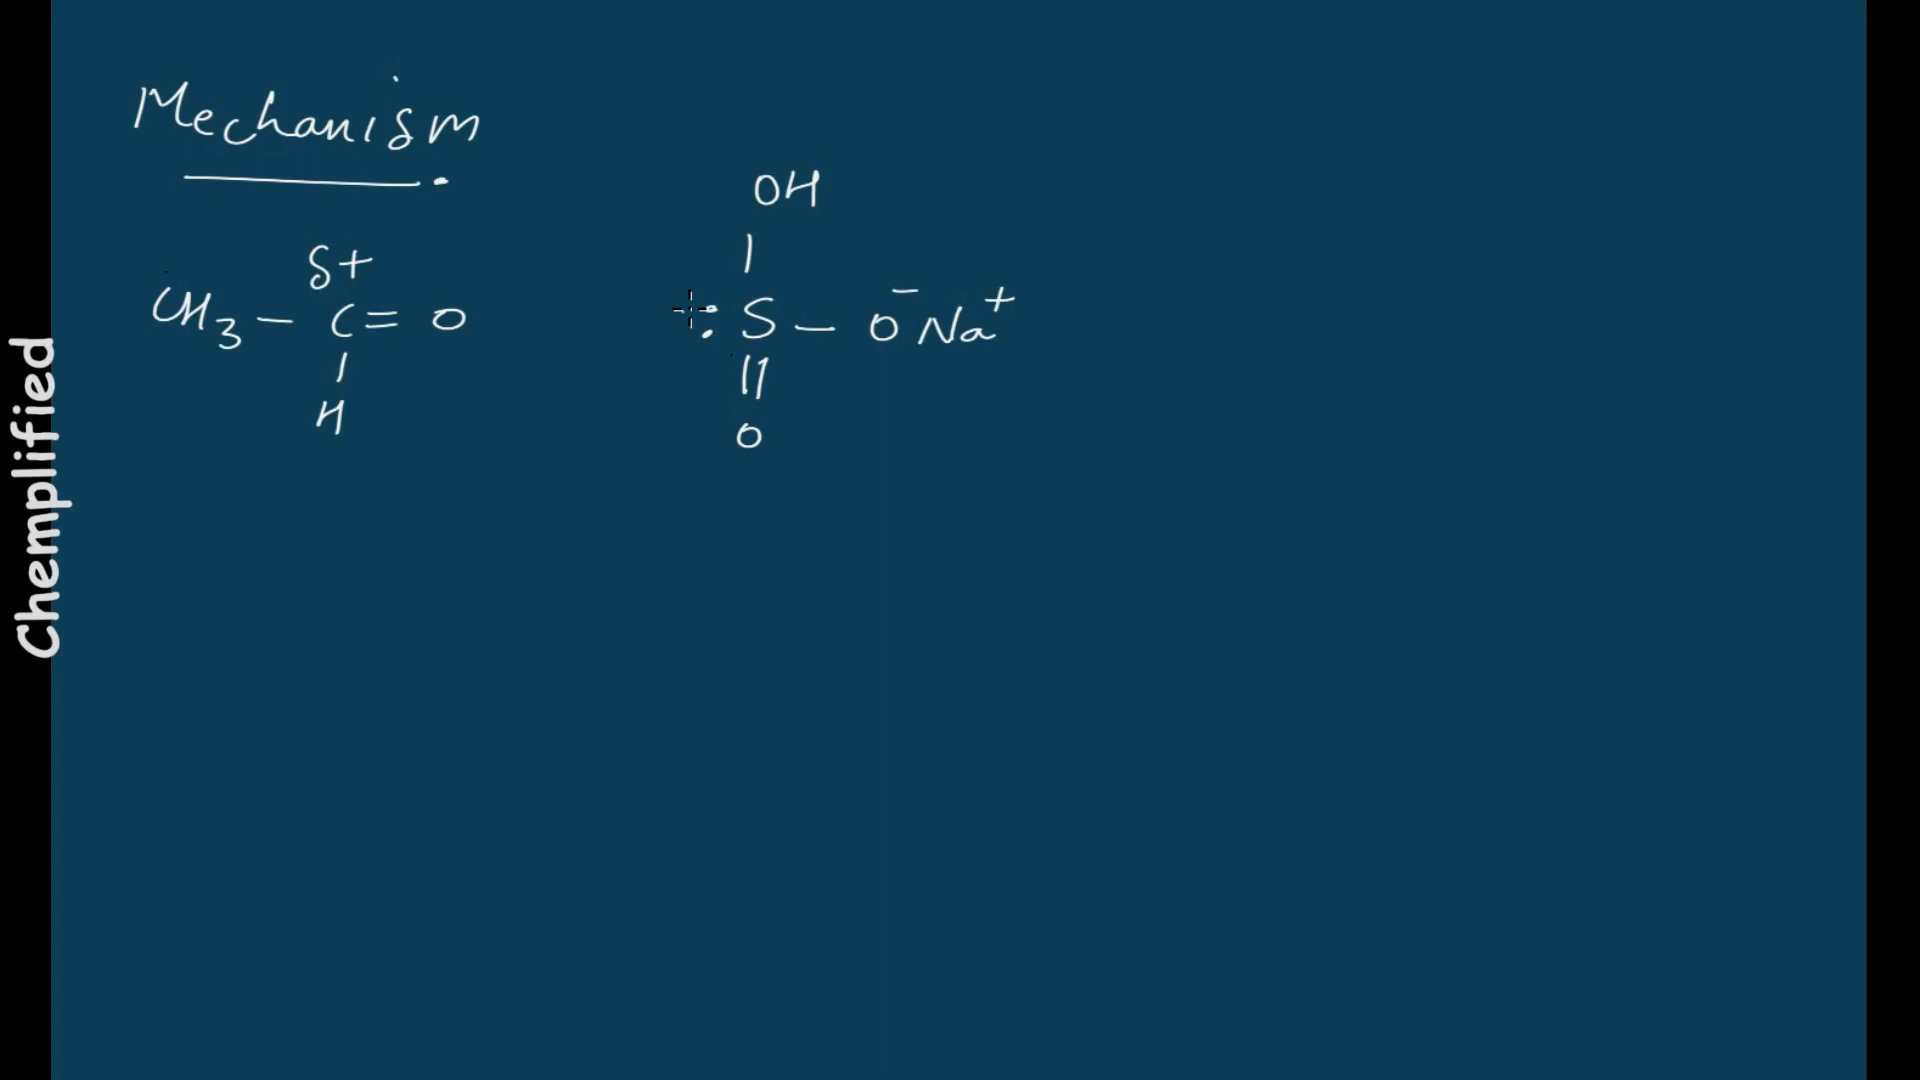 Mechanism
OH
|
δ+
CH3 – C = O
|
H
: S – O⁻ Na⁺
||
O
Chemplified